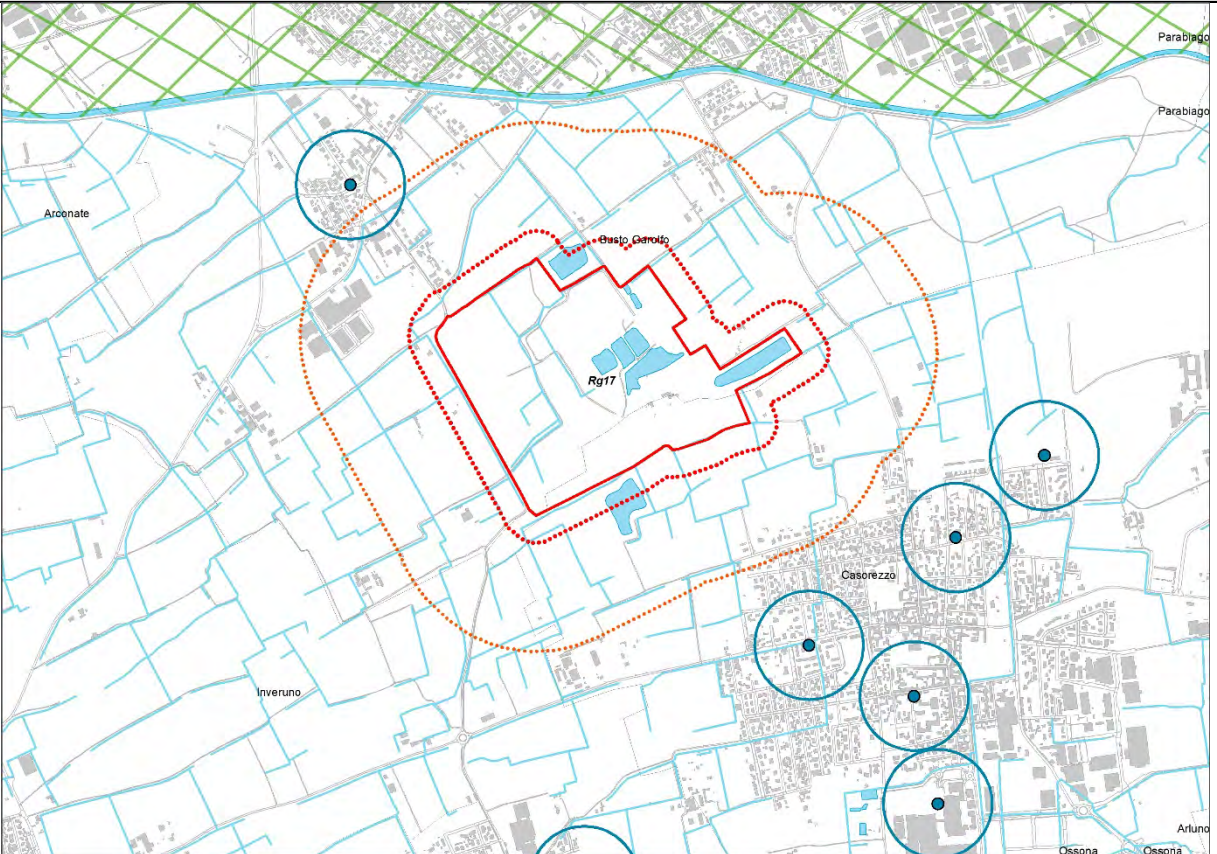 Parabiago
Parabiago
Arconate
Busto Garolfo
Rg17
Casorezzo
Inveruno
Arluno
Ossona
Ossona